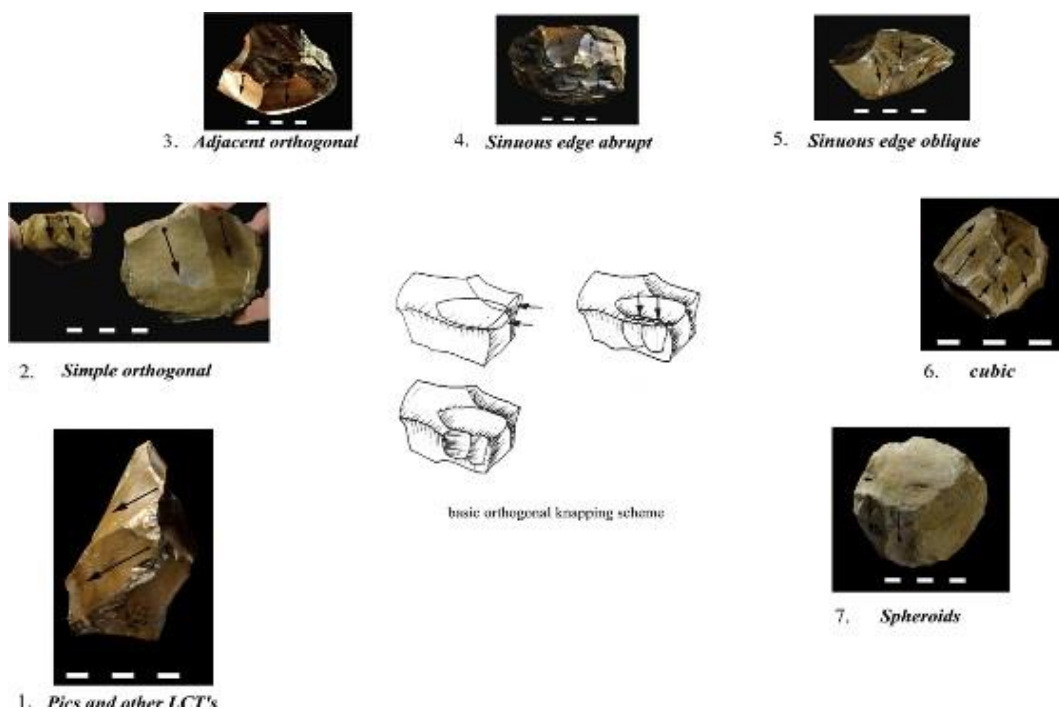 3. Adjacent orthogonal
4. Sinuous edge abrupt
5. Sinuous edge oblique
2. Simple orthogonal
6. cubic
basic orthogonal knapping scheme
7. Spheroids
1. Pics and other LCT's